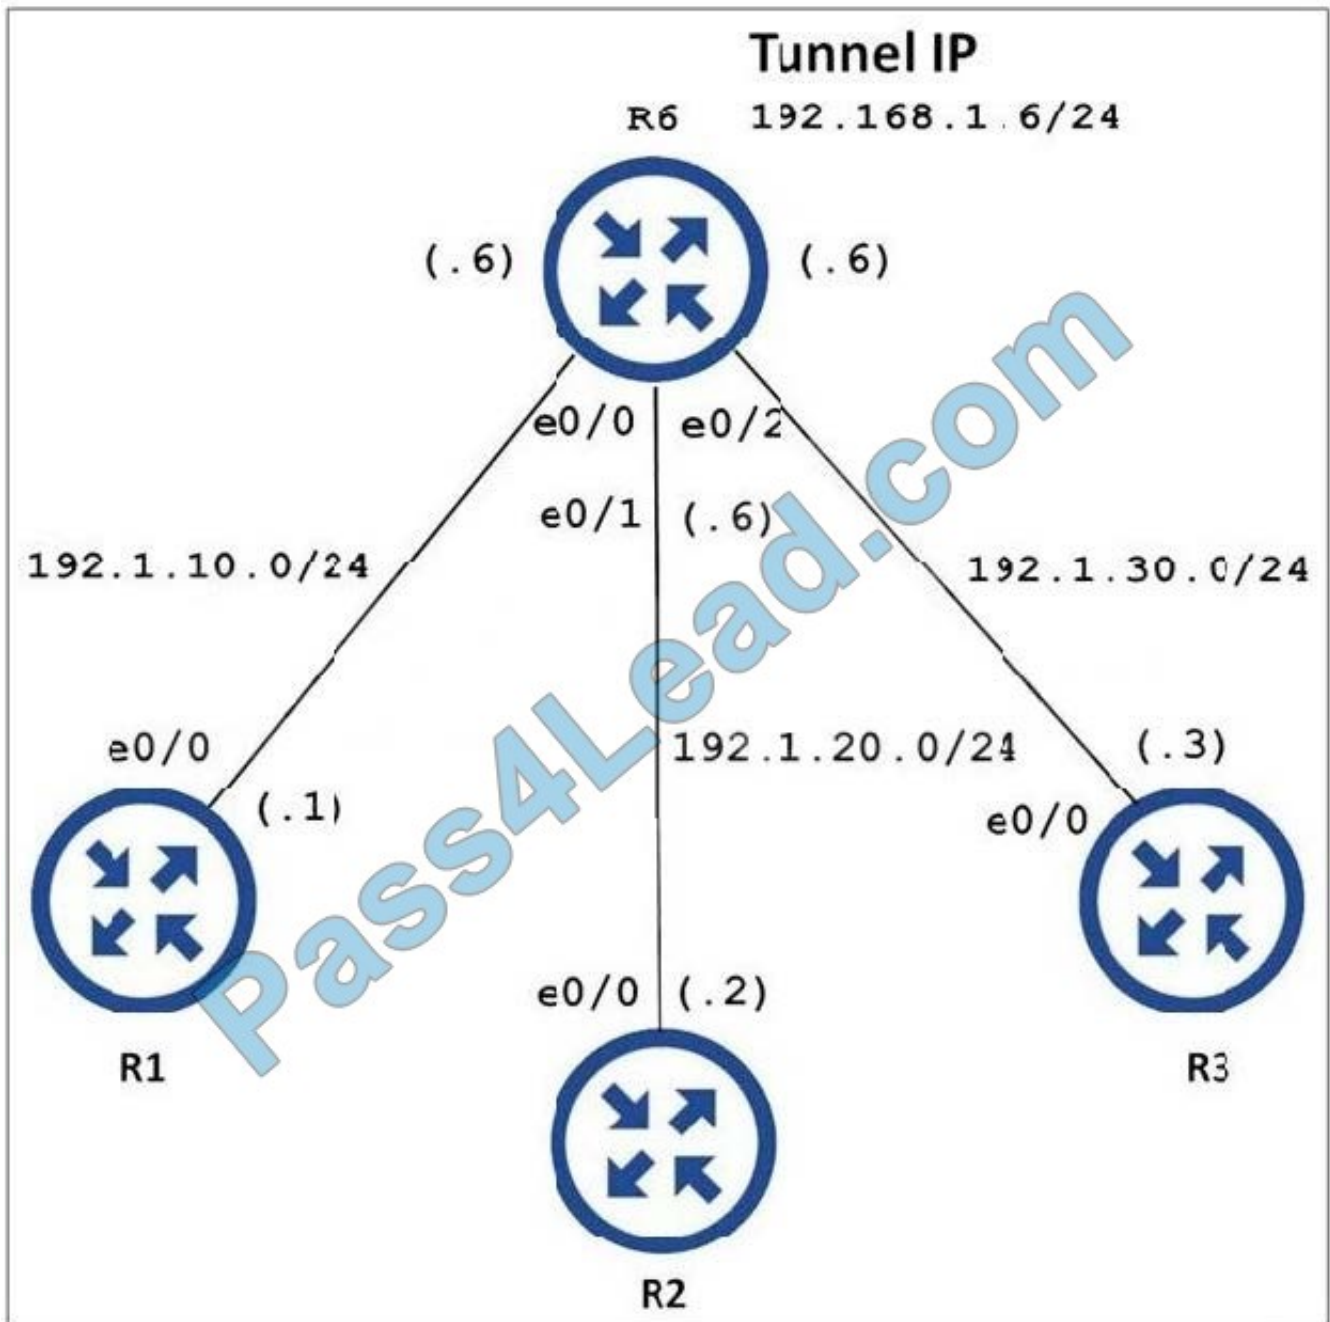 Tunnel IP
R6 192.168.1.6/24
(.6) (.6)
e0/0 e0/2
e0/1 (.6)
192.1.10.0/24 192.1.30.0/24
e0/0 192.1.20.0/24 (.3)
(.1) e0/0
e0/0 (.2)
R1 R3
R2
Pass4Lead.com